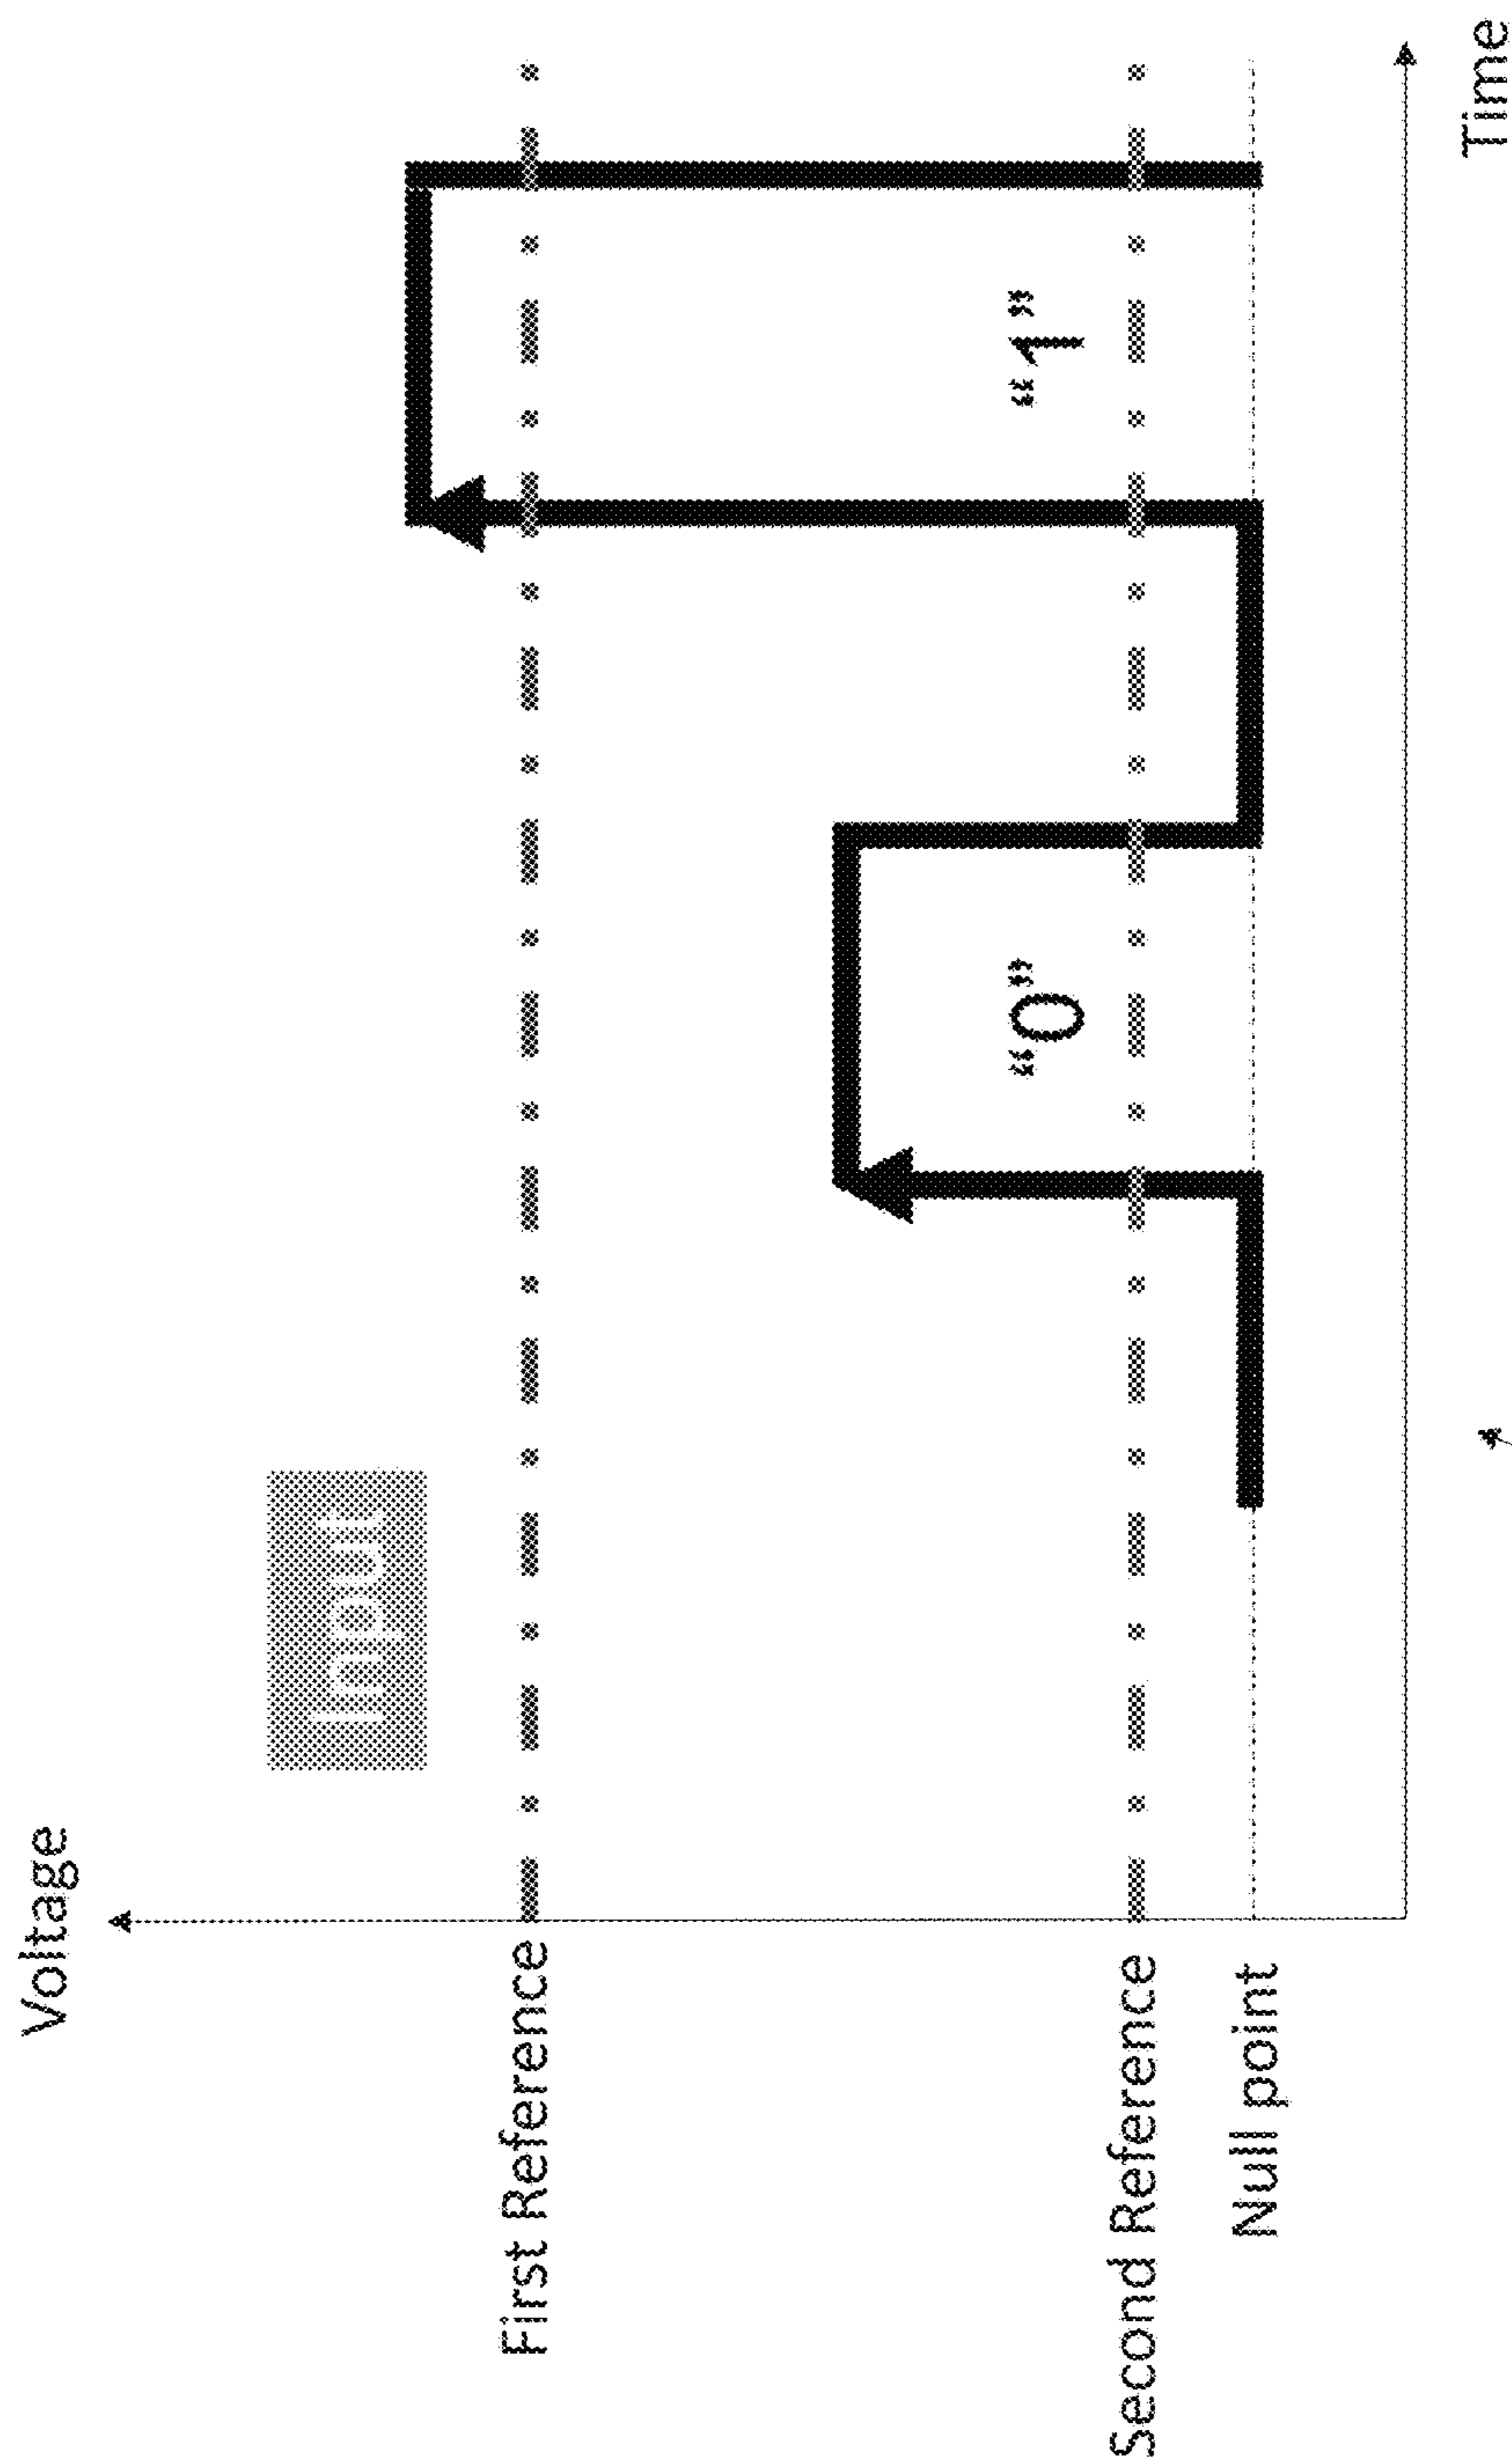 Voltage
Input
First Reference
“0”
“1”
Second Reference
Null point
Time